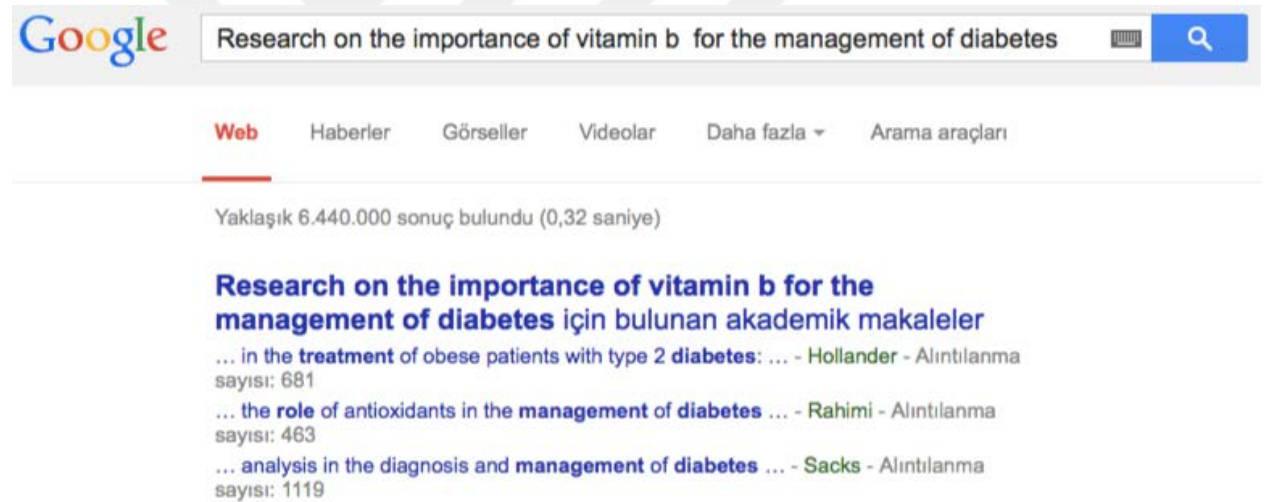 Google Research on the importance of vitamin b for the management of diabetes
Web Haberler Görseller Videolar Daha fazla Arama araçları
Yaklaşık 6.440.000 sonuç bulundu (0,32 saniye)
Research on the importance of vitamin b for the
management of diabetes için bulunan akademik makaleler
... in the treatment of obese patients with type 2 diabetes: ... - Hollander - Alıntılanma
sayısı: 681
... the role of antioxidants in the management of diabetes ... - Rahimi - Alıntılanma
sayısı: 463
... analysis in the diagnosis and management of diabetes ... - Sacks - Alıntılanma
sayısı: 1119